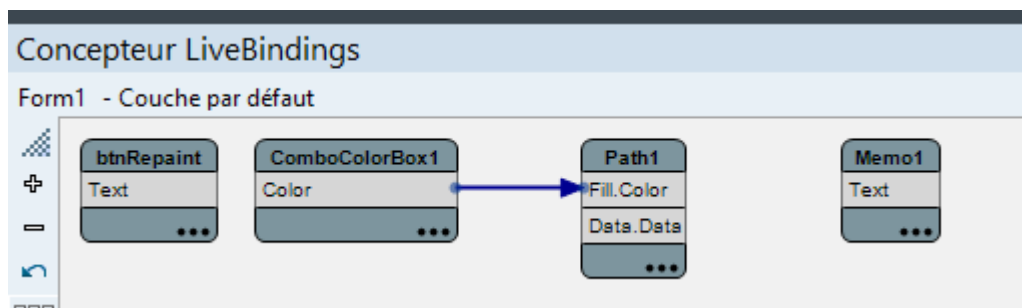 Concepteur LiveBindings
Form1 - Couche par défaut
btnRepaint
ComboColorBox1
Path1
Memo1
Text
Color
Fill.Color
Text
Data.Data